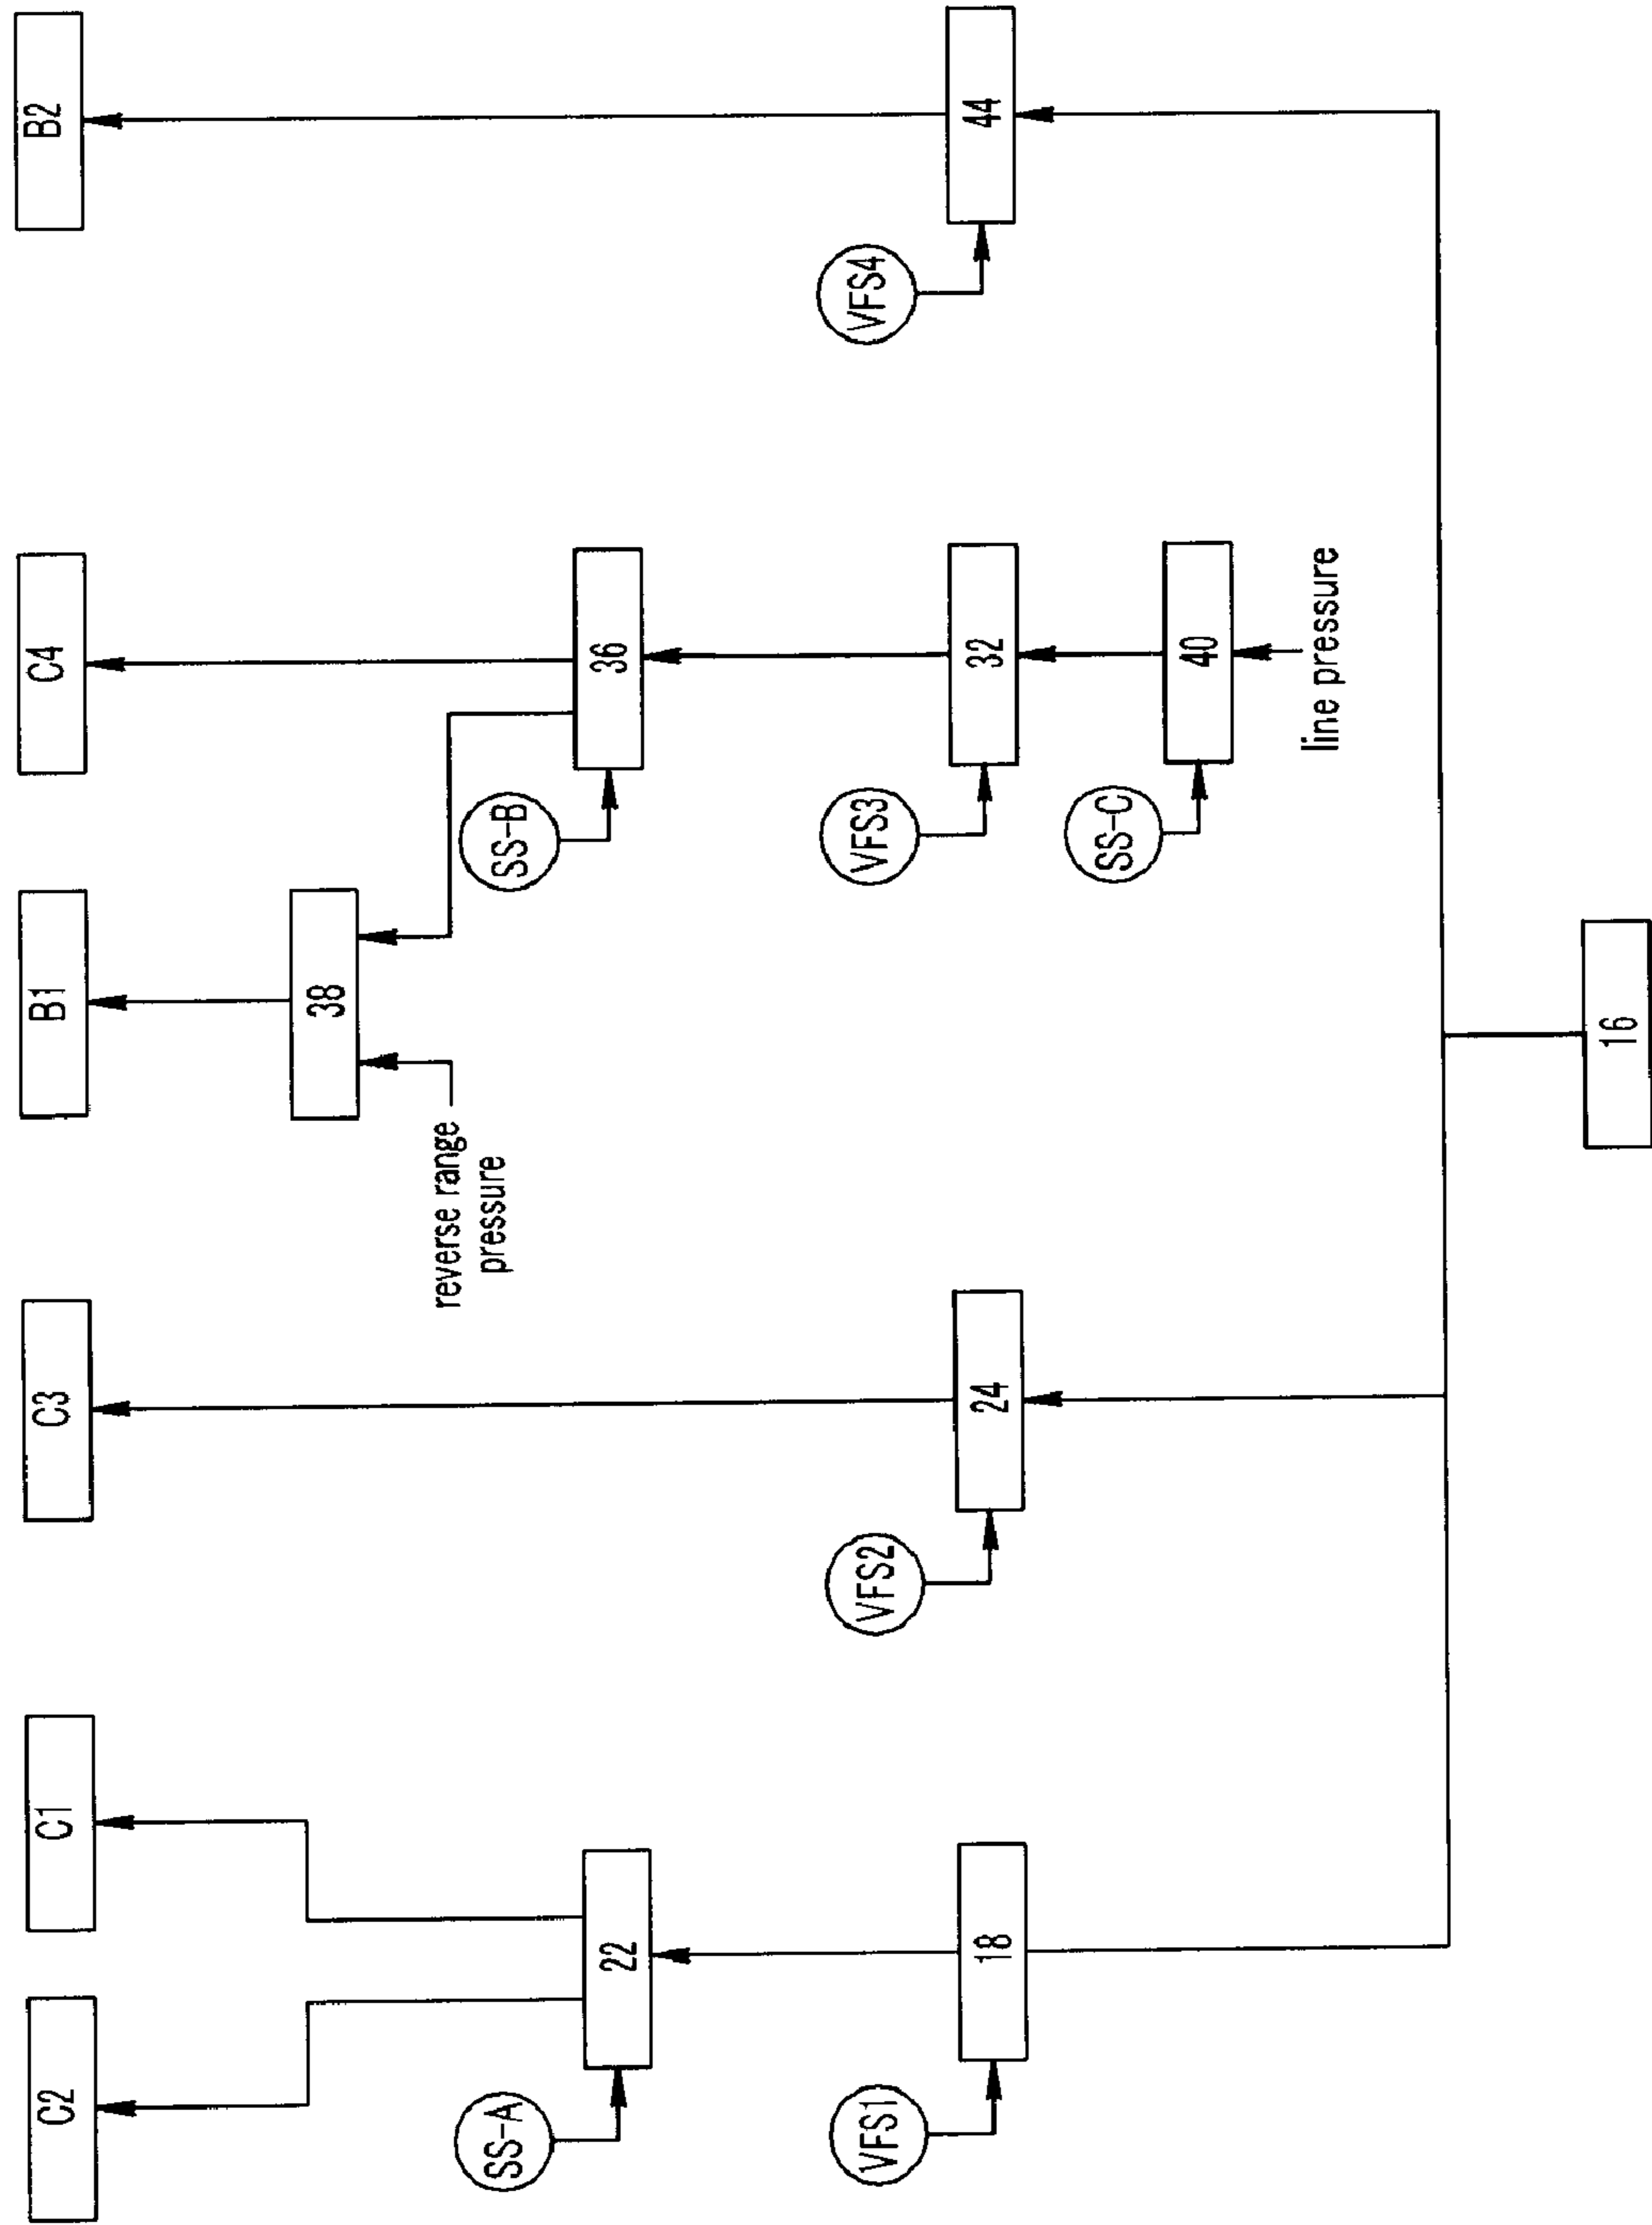 C2
C1
C3
B1
C4
B2
38
reverse range
pressure
SS-A
22
SS-B
36
VFS1
18
VFS2
24
VFS3
32
VFS4
44
SS-C
40
line pressure
16